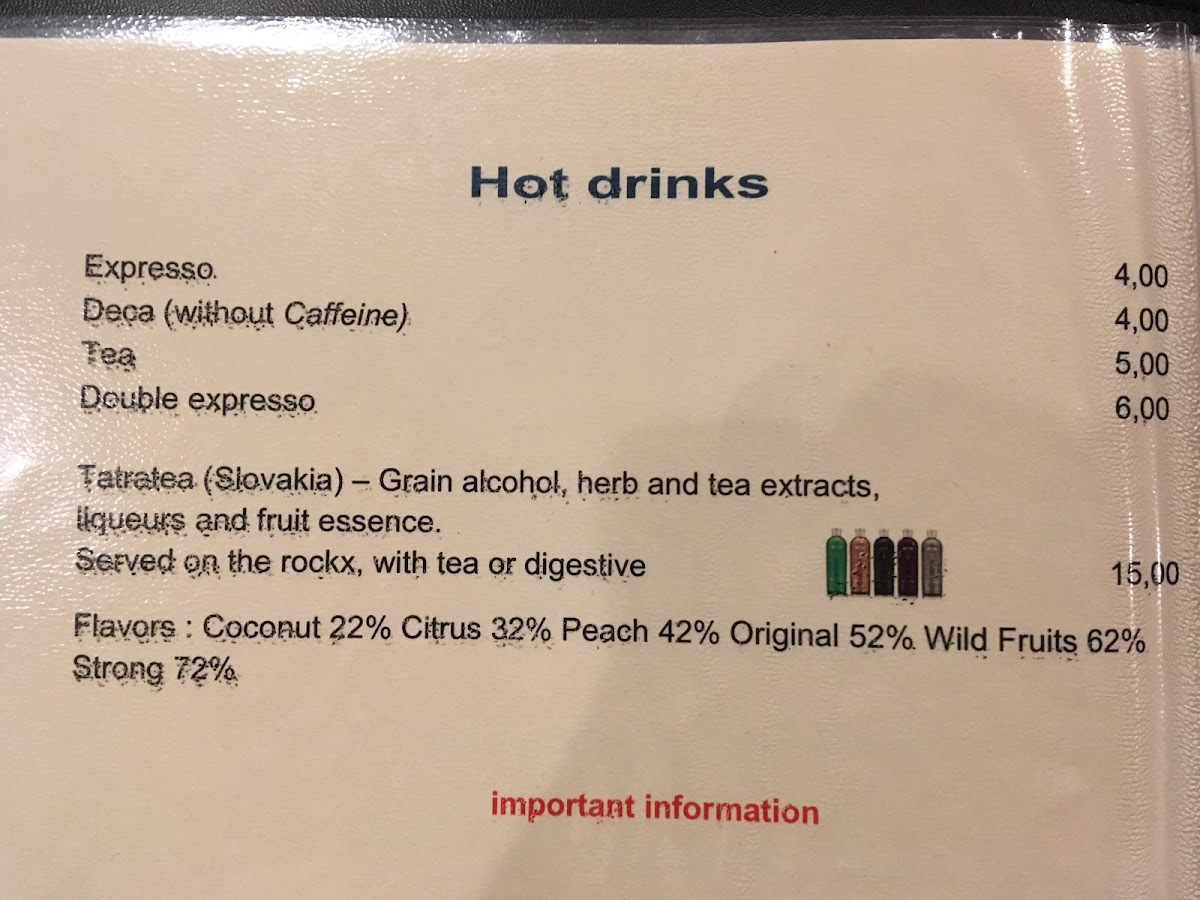 Hot drinks
Expresso 4,00
Deca (without Caffeine) 4,00
Tea 5,00
Double expresso 6,00
Tatratea (Slovakia) – Grain alcohol, herb and tea extracts,
liqueurs and fruit essence.
Served on the rockx, with tea or digestive 15,00
Flavors : Coconut 22% Citrus 32% Peach 42% Original 52% Wild Fruits 62%
Strong 72%
important information